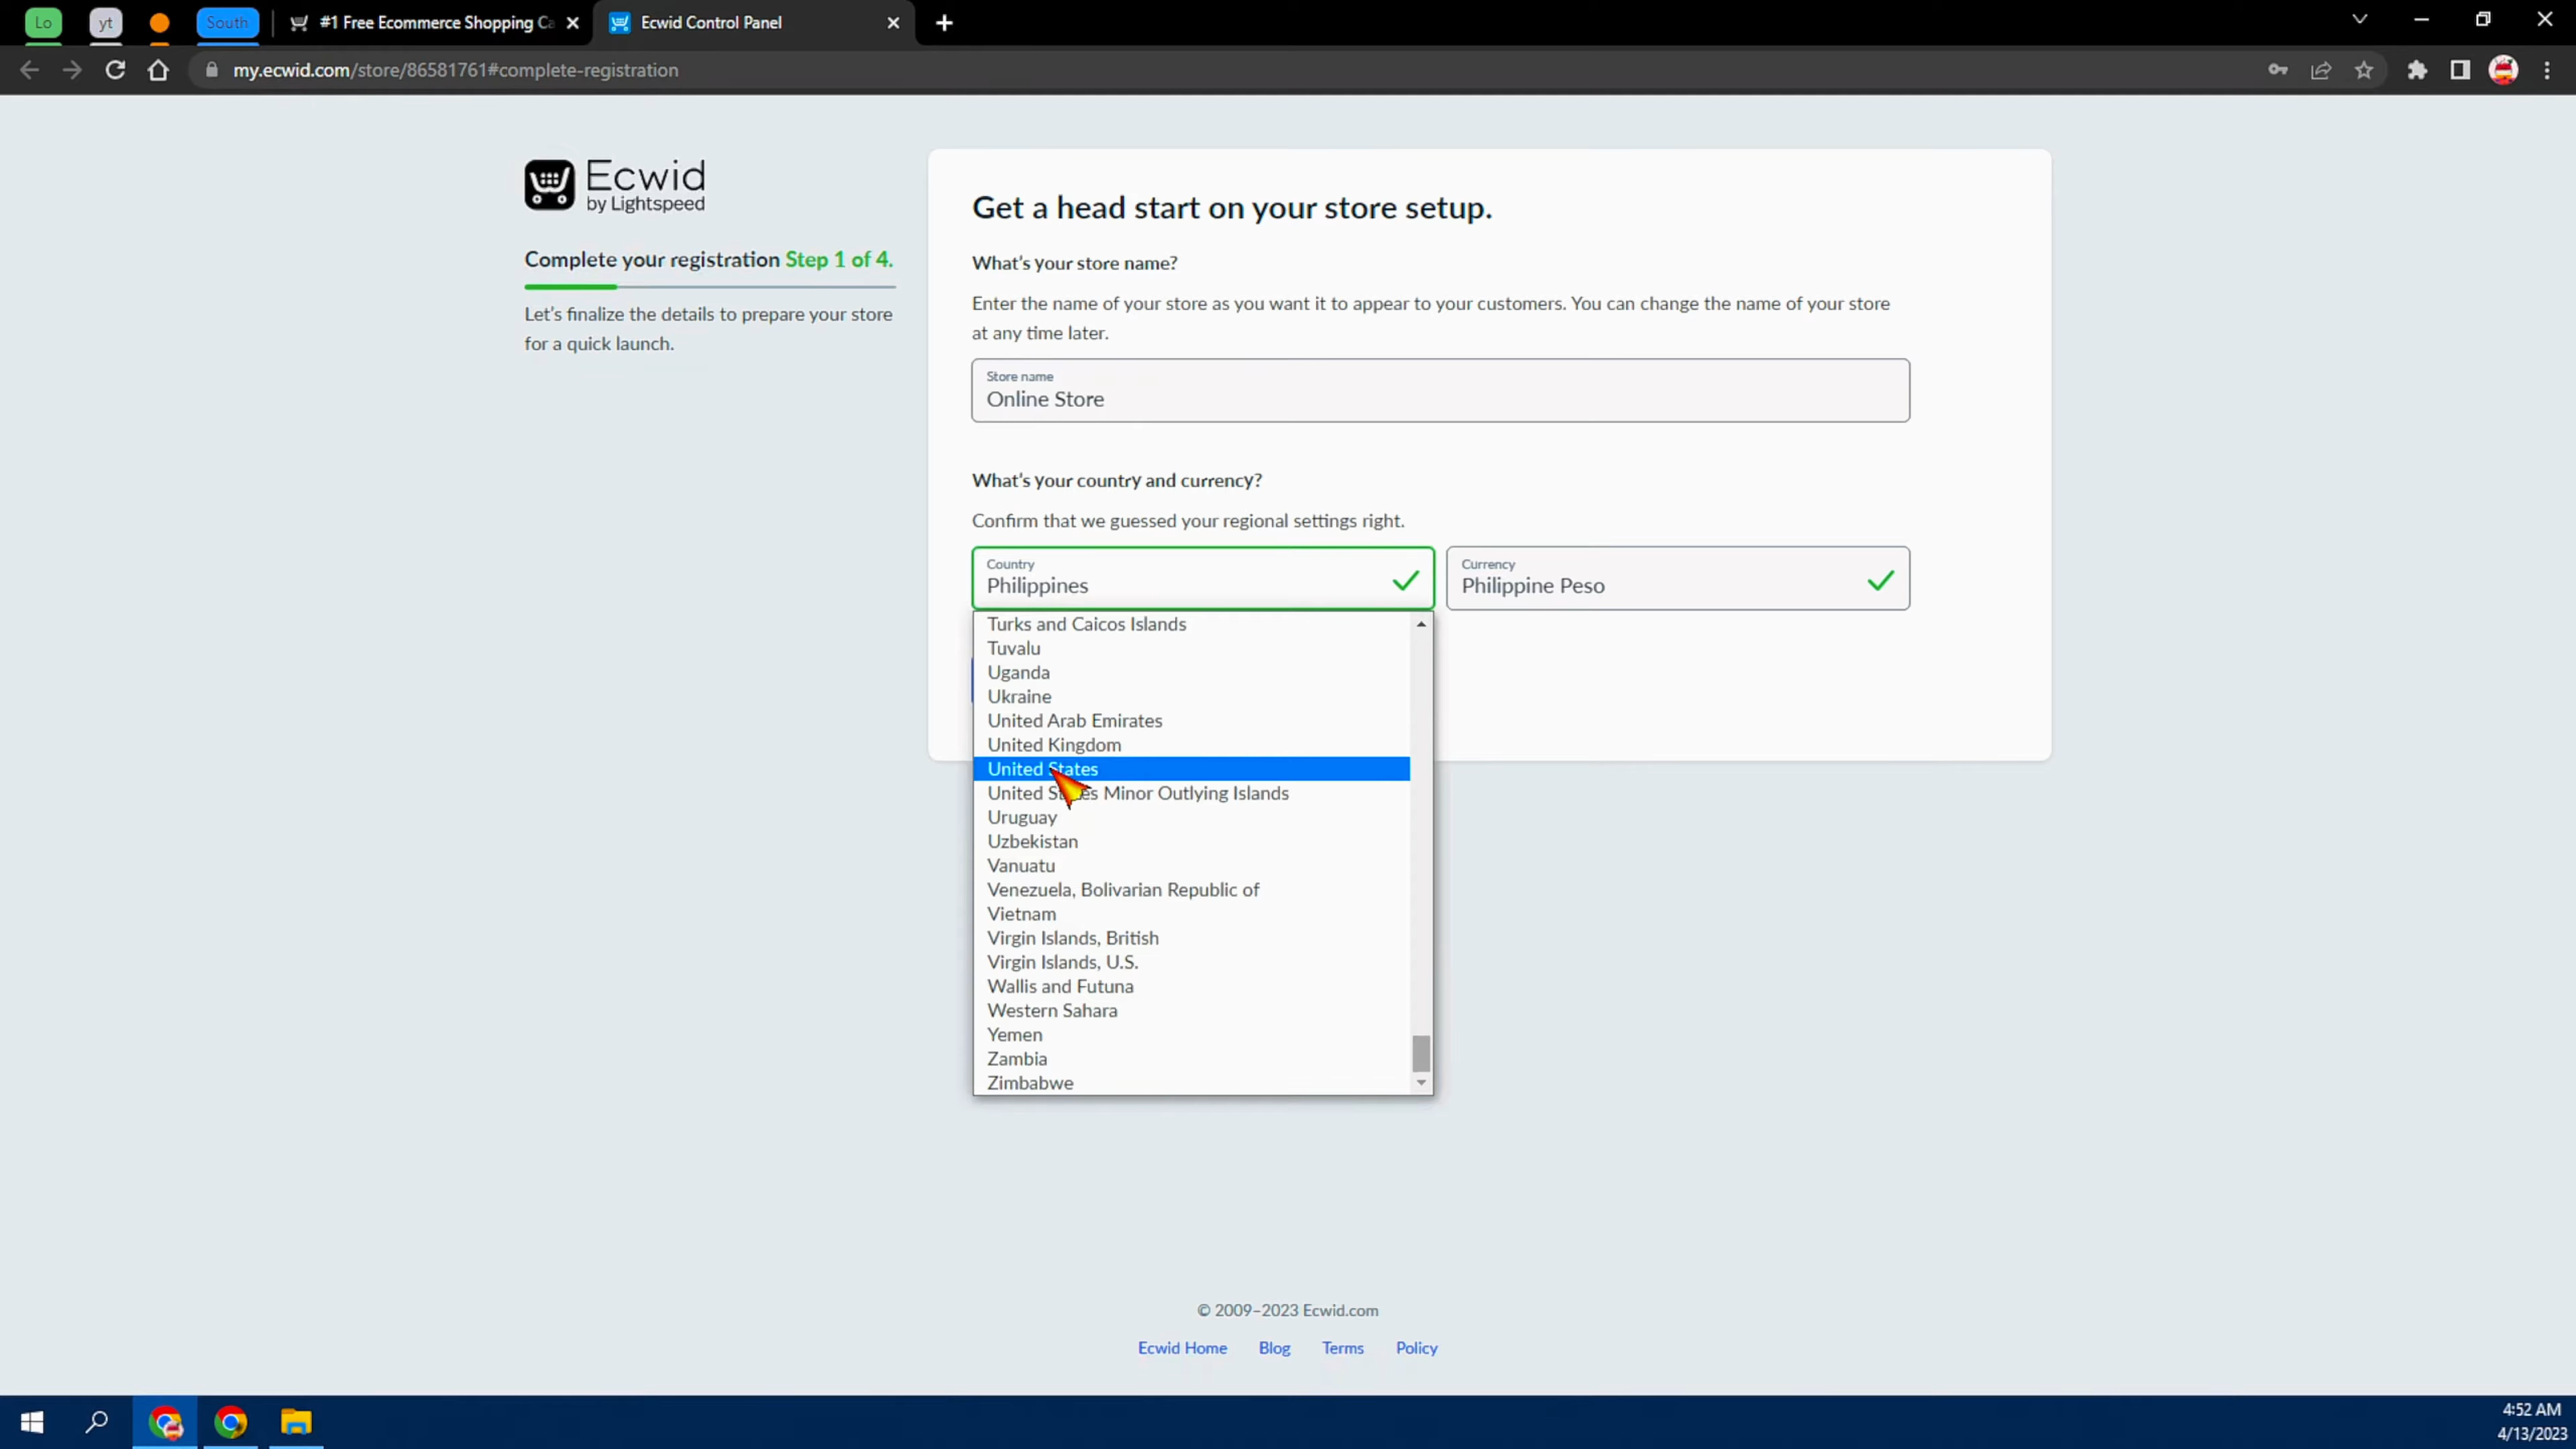 Lo
yt
South
#1 Free Ecommerce Shopping Ca
Ecwid Control Panel
my.ecwid.com/store/86581761#complete-registration
Ecwid
by Lightspeed
Complete your registration Step 1 of 4.
Let's finalize the details to prepare your store
for a quick launch.
Get a head start on your store setup.
What's your store name?
Enter the name of your store as you want it to appear to your customers. You can change the name of your store
at any time later.
Store name
Online Store
What's your country and currency?
Confirm that we guessed your regional settings right.
Country
Philippines
Currency
Philippine Peso
Turks and Caicos Islands
Tuvalu
Uganda
Ukraine
United Arab Emirates
United Kingdom
United States
United States Minor Outlying Islands
Uruguay
Uzbekistan
Vanuatu
Venezuela, Bolivarian Republic of
Vietnam
Virgin Islands, British
Virgin Islands, U.S.
Wallis and Futuna
Western Sahara
Yemen
Zambia
Zimbabwe
© 2009–2023 Ecwid.com
Ecwid Home Blog Terms Policy
4:52 AM
4/13/2023